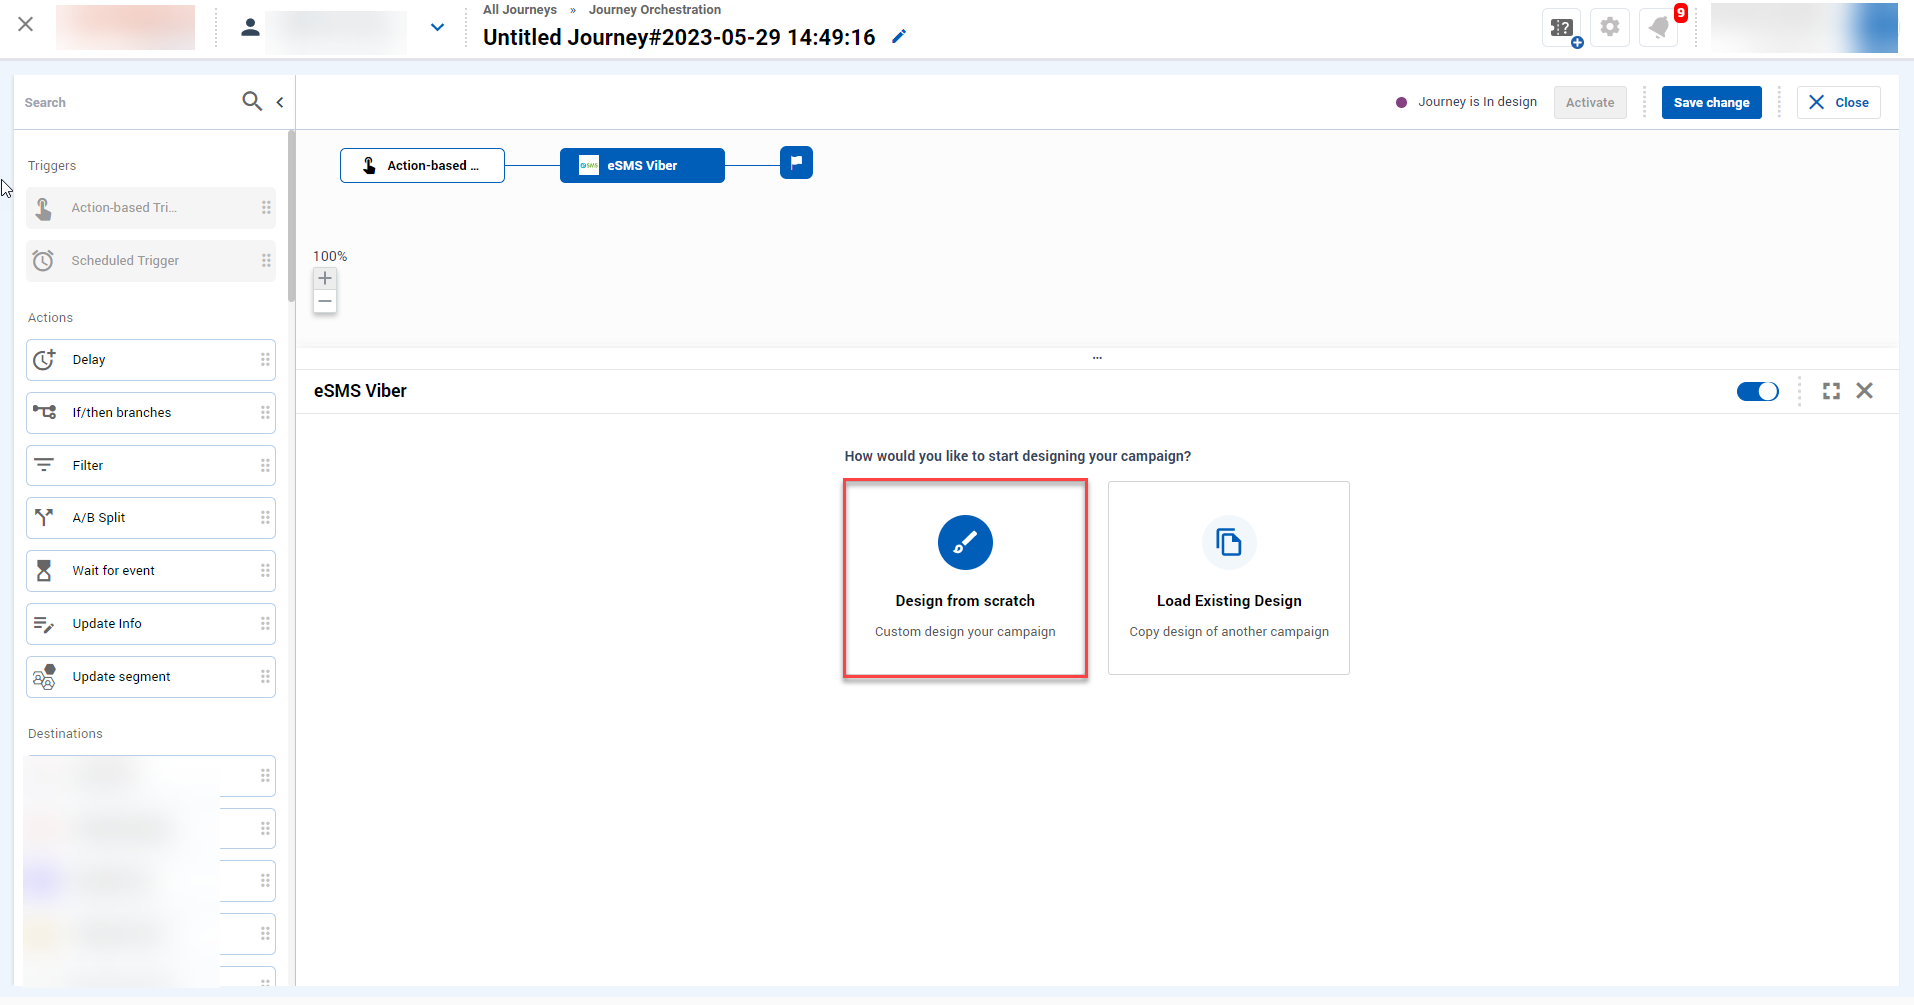 All Journeys » Journey Orchestration
Untitled Journey#2023-05-29 14:49:16
9
Search
Journey is In design
Activate
Save change
Close
Triggers
Action-based Tri...
Scheduled Trigger
Action-based ...
eSMS Viber
100%
Actions
Delay
If/then branches
Filter
A/B Split
Wait for event
Update Info
Update segment
Destinations
eSMS Viber
How would you like to start designing your campaign?
Design from scratch
Custom design your campaign
Load Existing Design
Copy design of another campaign